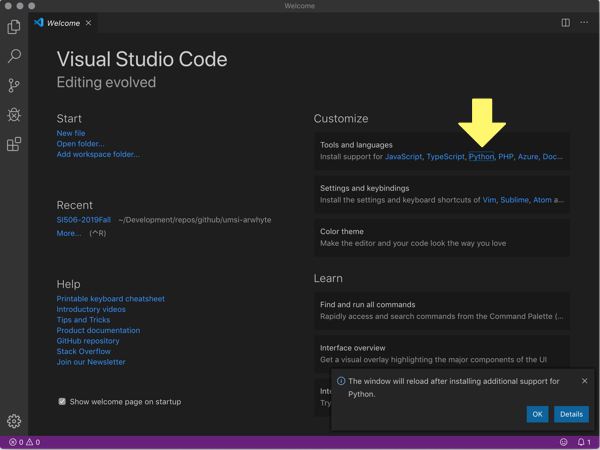 Welcome
Welcome
Visual Studio Code
Editing evolved
Start
New file
Open folder...
Add workspace folder...
Recent
SI506-2019Fall ~/Development/repos/github/umsi-arwhyte
More... (^R)
Help
Printable keyboard cheatsheet
Introductory videos
Tips and Tricks
Product documentation
GitHub repository
Stack Overflow
Join our Newsletter
Show welcome page on startup
Customize
Tools and languages
Install support for JavaScript, TypeScript, Python, PHP, Azure, Doc...
Settings and keybindings
Install the settings and keyboard shortcuts of Vim, Sublime, Atom a...
Color theme
Make the editor and your code look the way you love
Learn
Find and run all commands
Rapidly access and search commands from the Command Palette (...
Interface overview
Get a visual overlay highlighting the major components of the UI
Inte
Try
The window will reload after installing additional support for
Python.
OK Details
0 0 1